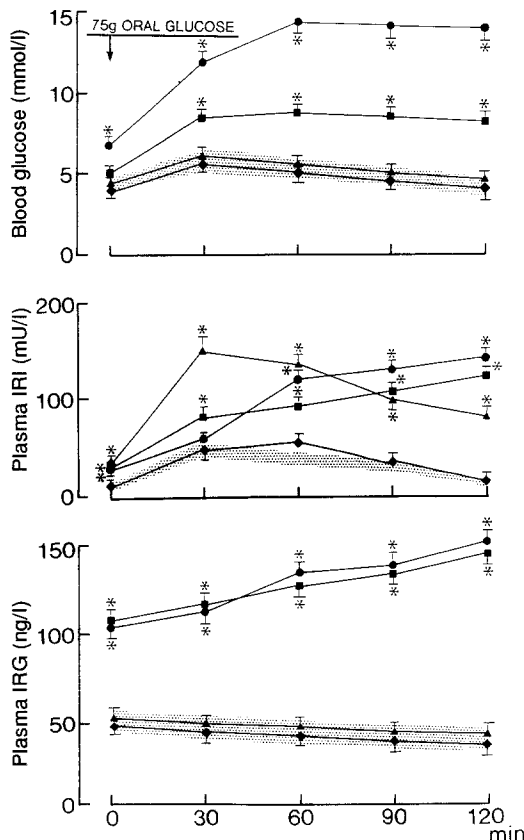 75g ORAL GLUCOSE
Blood glucose (mmol/l)
15
10
5
0
Plasma IRI (mU/l)
200
100
0
Plasma IRG (ng/l)
150
100
50
0
0 30 60 90 120
min